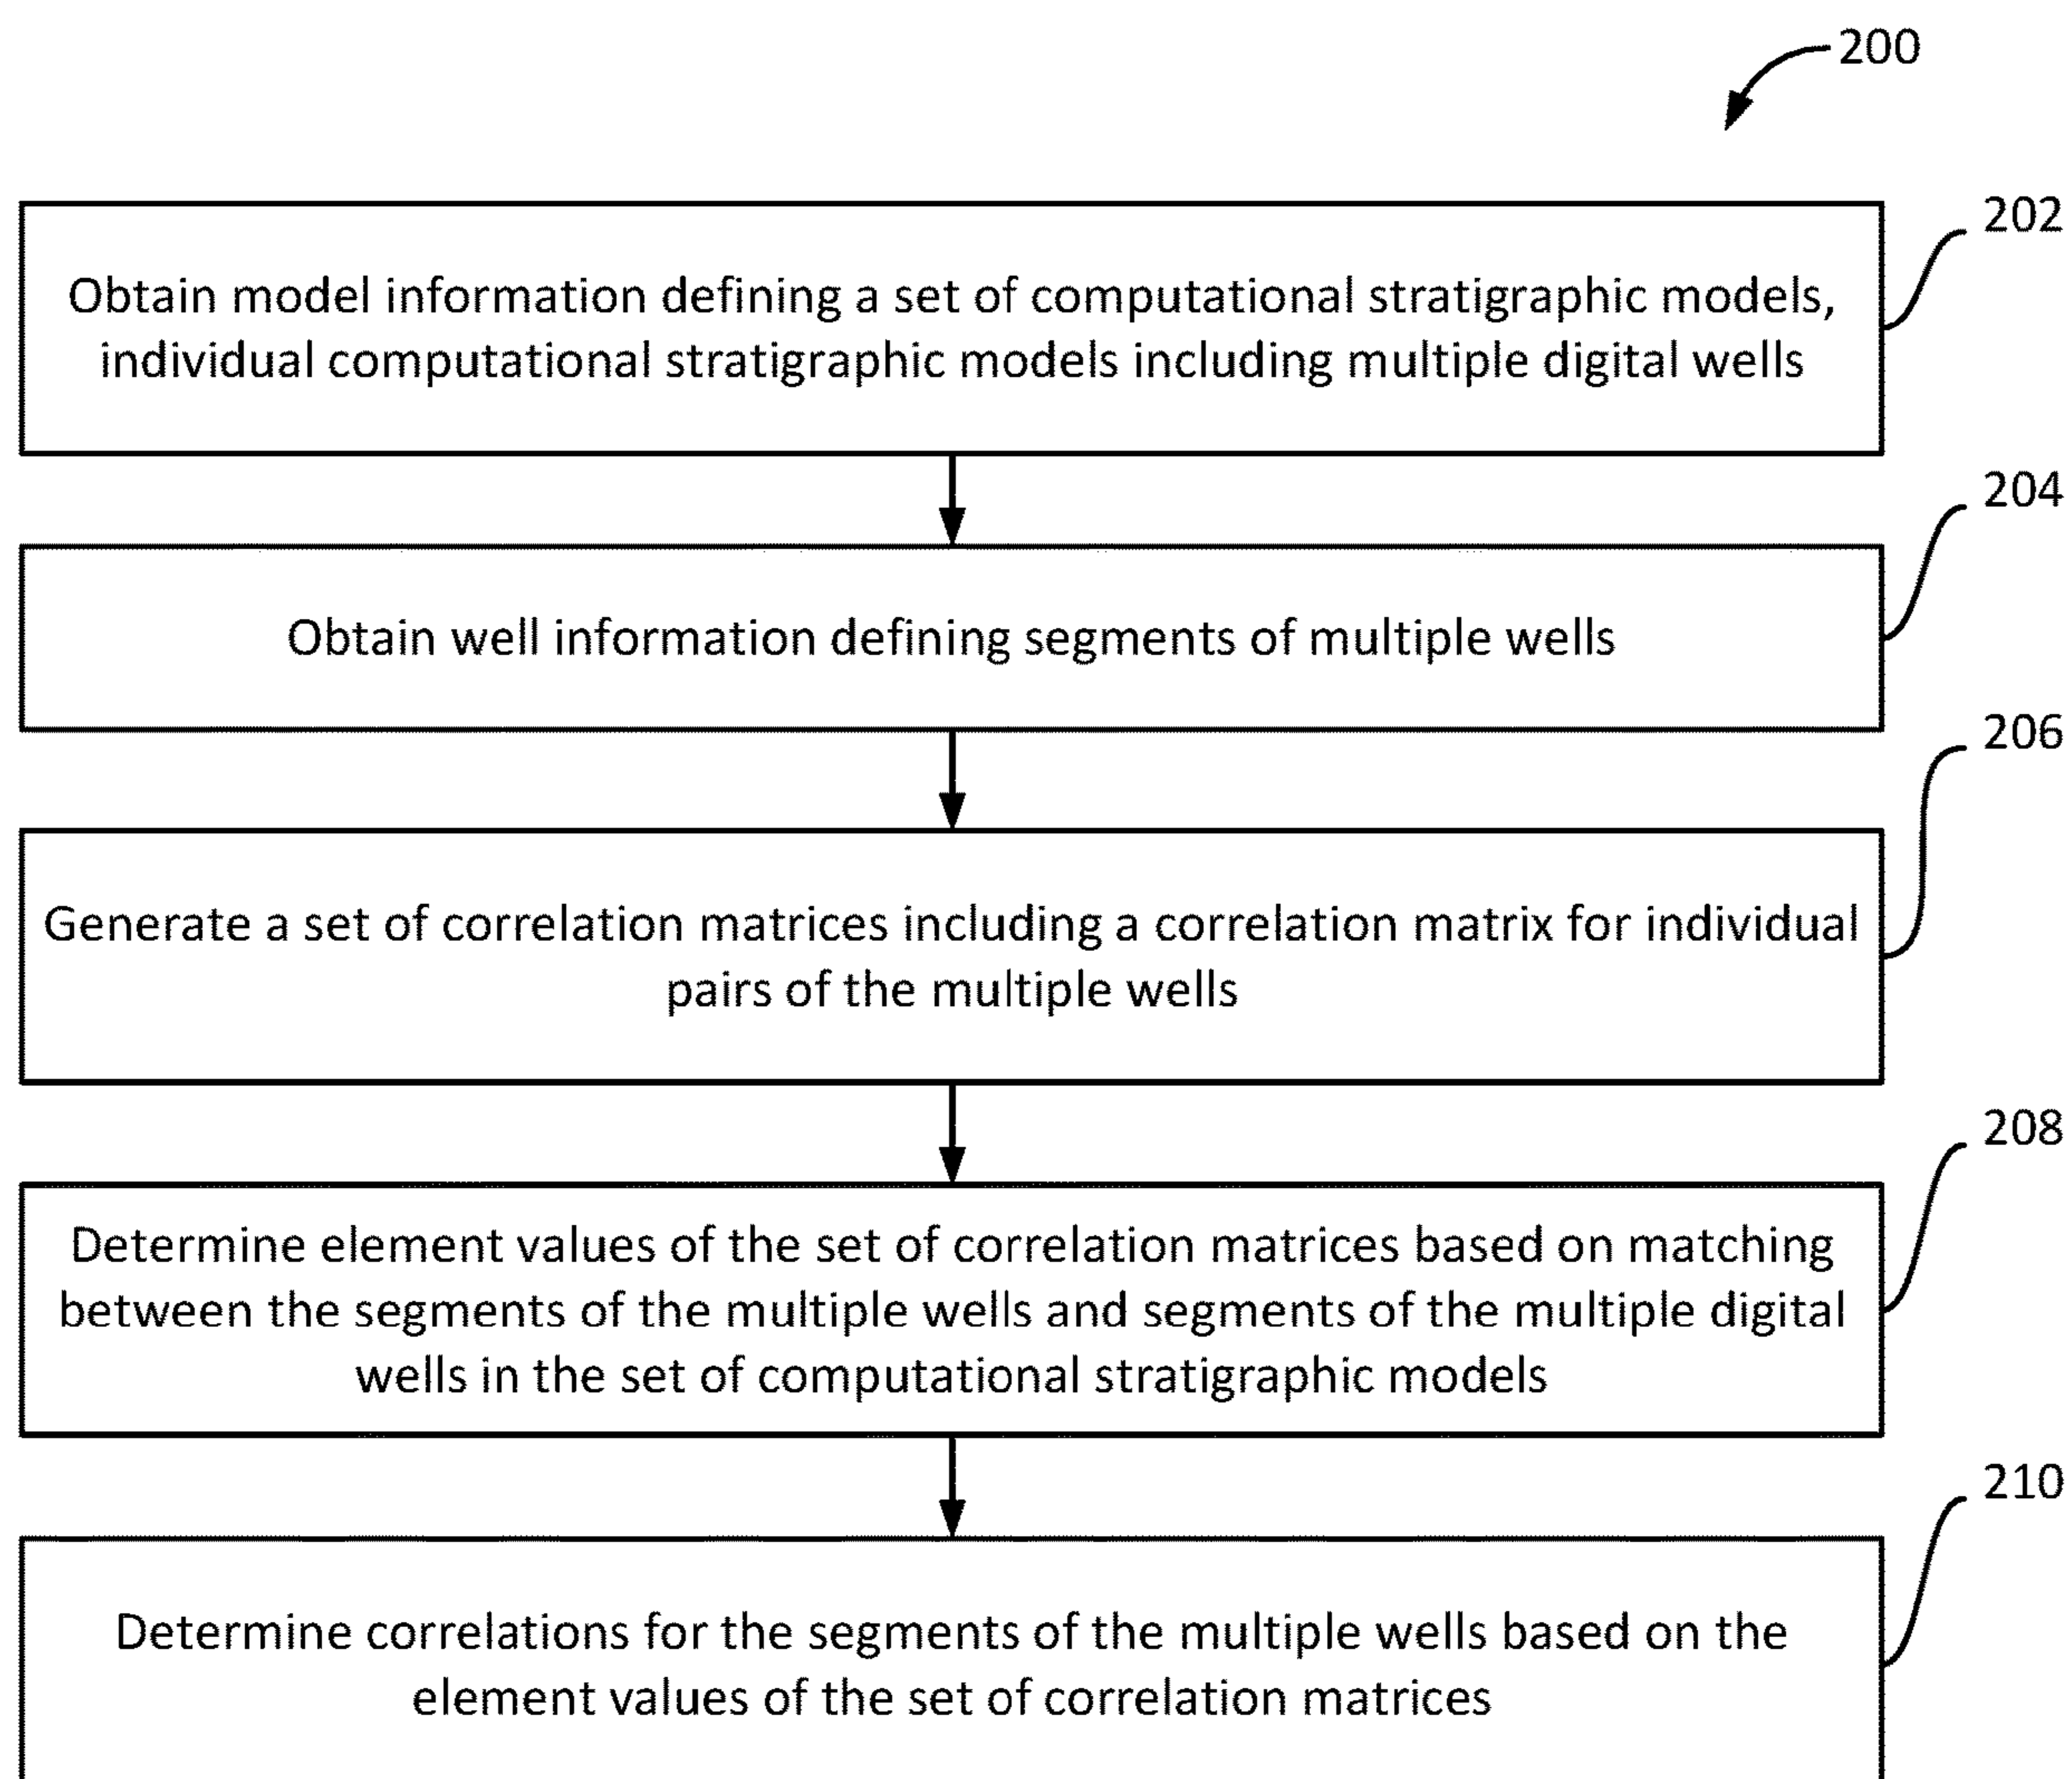 200
202
Obtain model information defining a set of computational stratigraphic models,
individual computational stratigraphic models including multiple digital wells
204
Obtain well information defining segments of multiple wells
206
Generate a set of correlation matrices including a correlation matrix for individual
pairs of the multiple wells
208
Determine element values of the set of correlation matrices based on matching
between the segments of the multiple wells and segments of the multiple digital
wells in the set of computational stratigraphic models
210
Determine correlations for the segments of the multiple wells based on the
element values of the set of correlation matrices